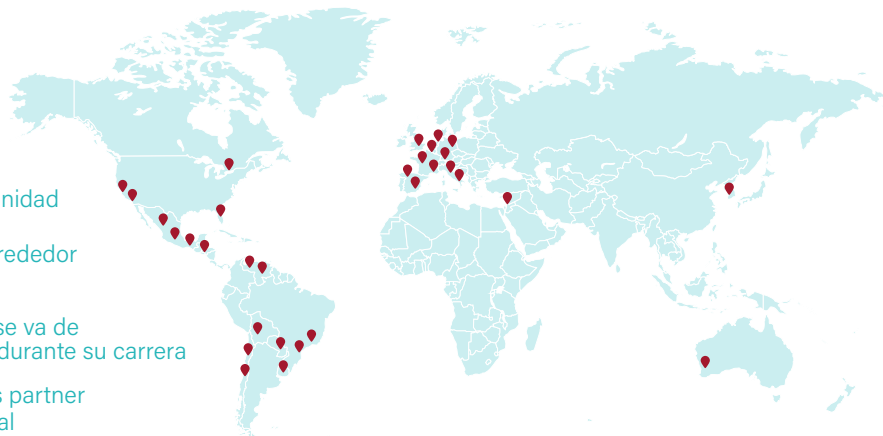 nidad
rededor
se va de
durante su carrera
s partner
al